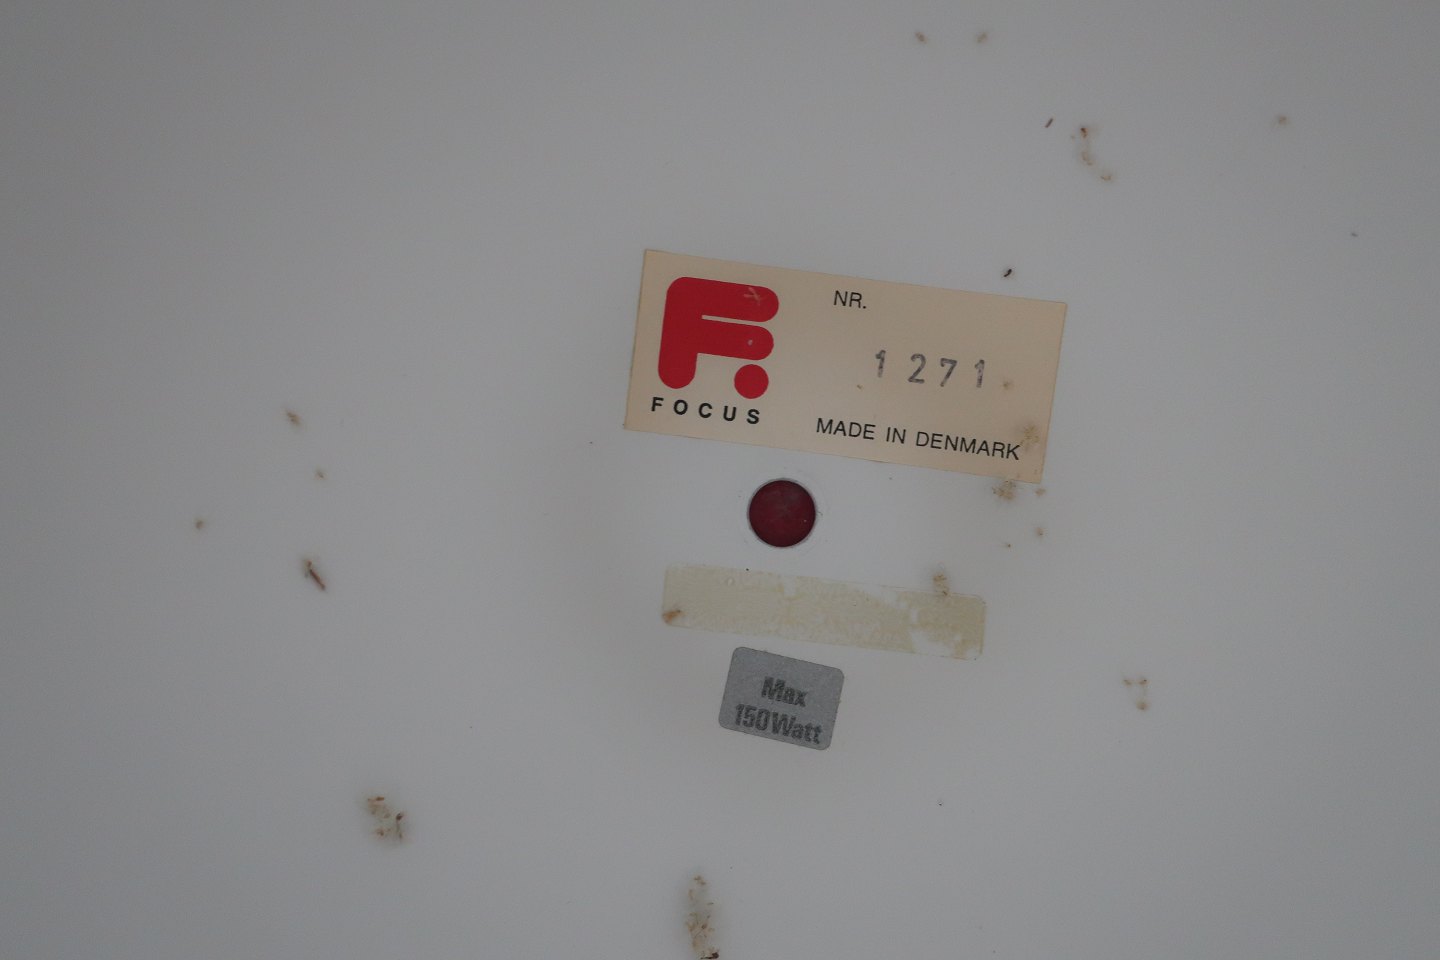 F.
FOCUS
NR.
1271
MADE IN DENMARK
Max
150Watt